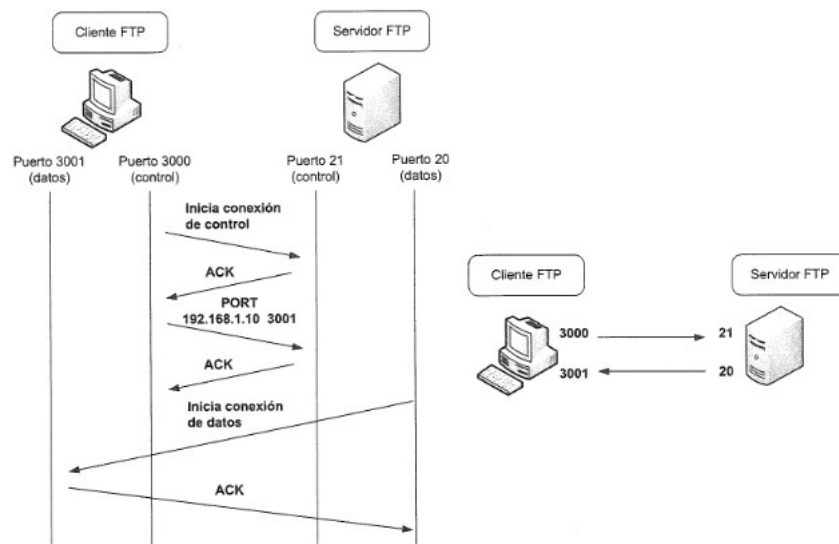 Cliente FTP
Servidor FTP
Puerto 3001
(datos)
Puerto 3000
(control)
Puerto 21
(control)
Puerto 20
(datos)
Inicia conexión
de control
ACK
PORT
192.168.1.10 3001
ACK
Inicia conexión
de datos
ACK
Cliente FTP
Servidor FTP
3000
21
3001
20